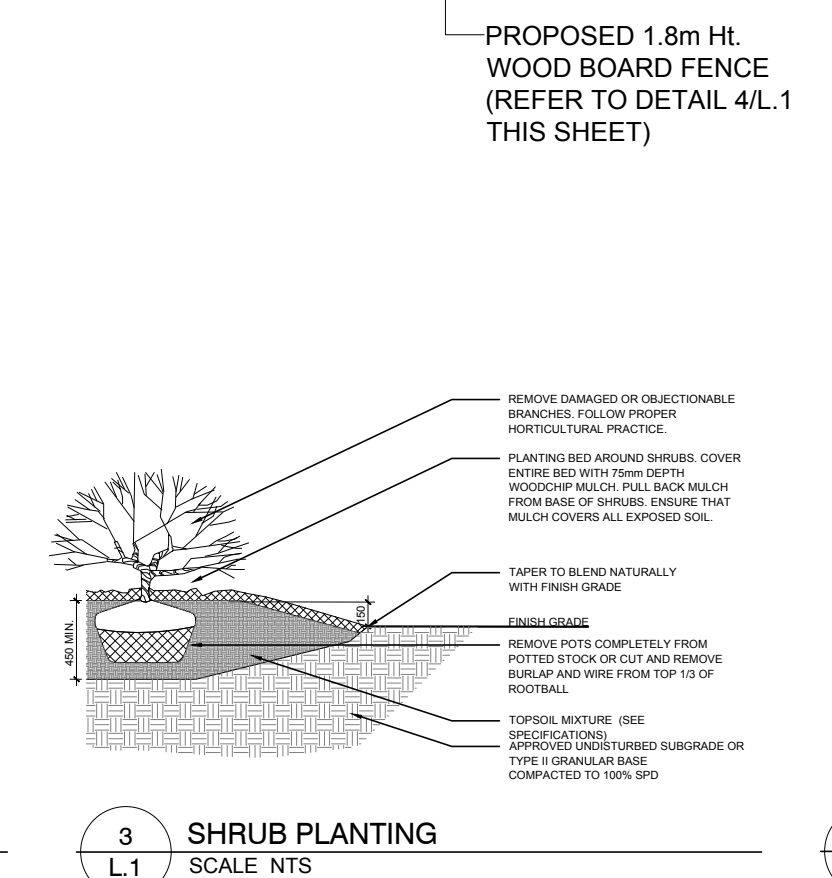 PROPOSED 1.8m Ht.
WOOD BOARD FENCE
(REFER TO DETAIL 4/L.1
THIS SHEET)
REMOVE DAMAGED OR OBJECTIONABLE
BRANCHES. FOLLOW PROPER
HORTICULTURAL PRACTICE.
PLANTING BED AROUND SHRUBS. COVER
ENTIRE BED WITH 75mm DEPTH
WOODCHIP MULCH. PULL BACK MULCH
FROM BASE OF SHRUBS. ENSURE THAT
MULCH COVERS ALL EXPOSED SOIL.
TAPER TO BLEND NATURALLY
WITH FINISH GRADE
150
FINISH GRADE
450 MIN.
REMOVE POTS COMPLETELY FROM
POTTED STOCK OR CUT AND REMOVE
BURLAP AND WIRE FROM TOP 1/3 OF
ROOTBALL
TOPSOIL MIXTURE (SEE
SPECIFICATIONS)
APPROVED UNDISTURBED SUBGRADE OR
TYPE II GRANULAR BASE
COMPACTED TO 100% SPD
3
L.1
SHRUB PLANTING
SCALE NTS